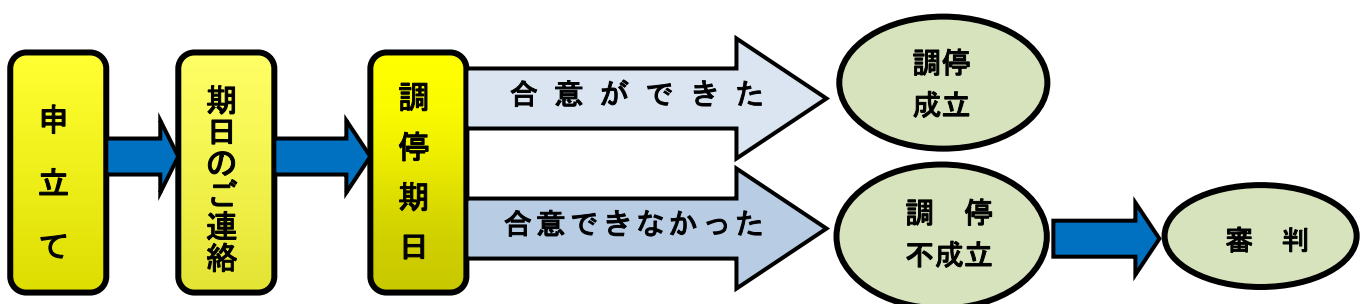 申立て
期日のご連絡
調停期日
合意ができた
調停
成立
合意できなかった
調 停
不成立
審 判